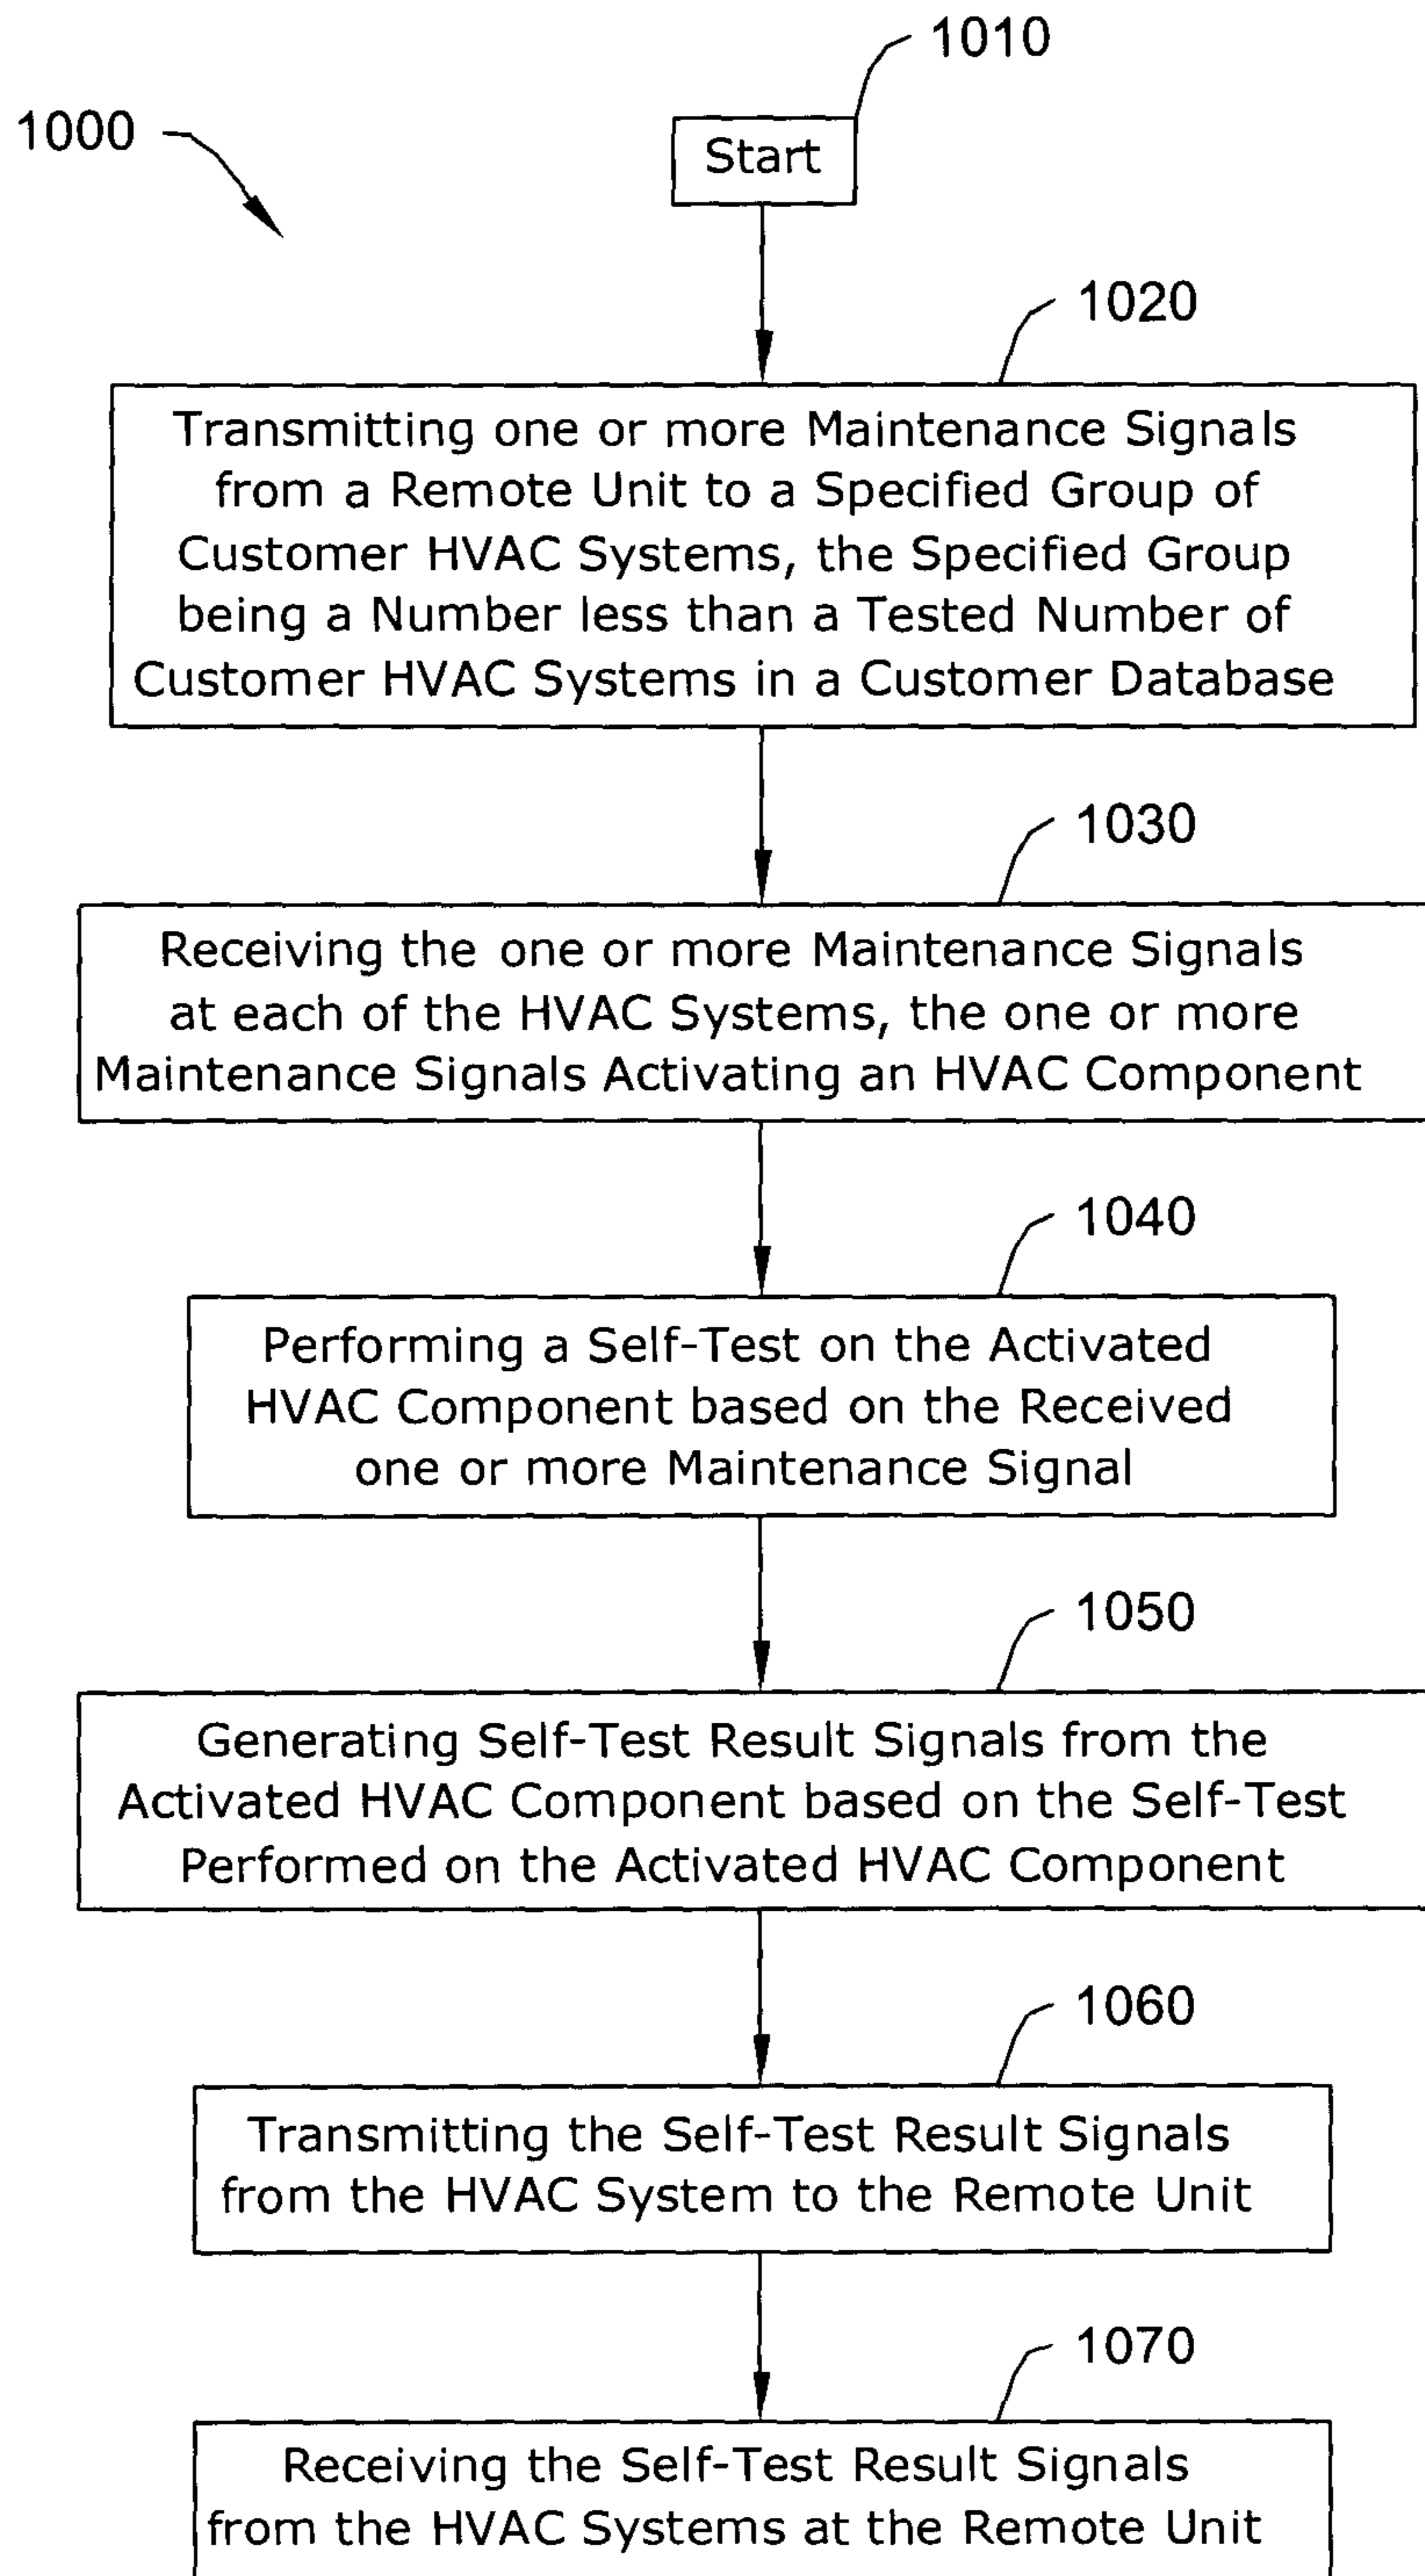 1010
1000
Start
1020
Transmitting one or more Maintenance Signals
from a Remote Unit to a Specified Group of
Customer HVAC Systems, the Specified Group
being a Number less than a Tested Number of
Customer HVAC Systems in a Customer Database
1030
Receiving the one or more Maintenance Signals
at each of the HVAC Systems, the one or more
Maintenance Signals Activating an HVAC Component
1040
Performing a Self-Test on the Activated
HVAC Component based on the Received
one or more Maintenance Signal
1050
Generating Self-Test Result Signals from the
Activated HVAC Component based on the Self-Test
Performed on the Activated HVAC Component
1060
Transmitting the Self-Test Result Signals
from the HVAC System to the Remote Unit
1070
Receiving the Self-Test Result Signals
from the HVAC Systems at the Remote Unit